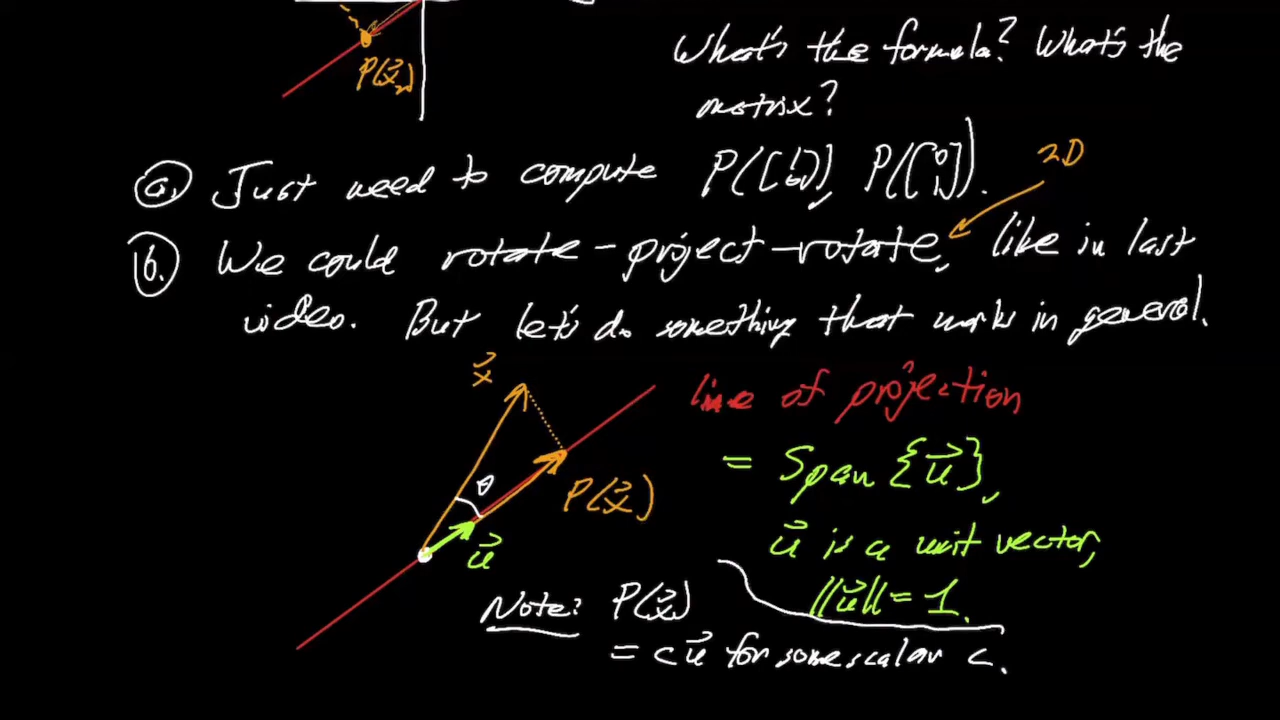 What's the formula? What's the
P(x⃗)
matrix?
2D
a. Just need to compute P([1 0]), P([0 1]).
b. We could rotate-project-rotate, like in last
video. But let's do something that works in general.
x⃗
line of projection
= Span {u⃗},
θ
P(x⃗)
u⃗ is a unit vector,
u⃗
||u⃗|| = 1.
Note: P(x⃗)
= cu⃗ for some scalar c.